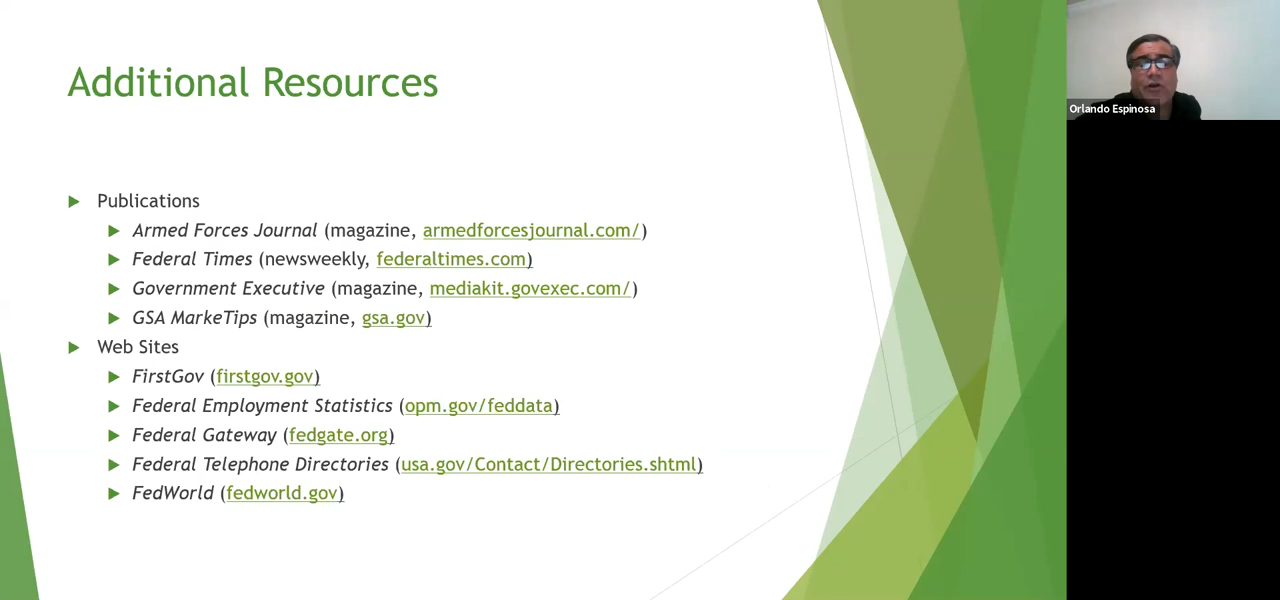 Additional Resources
Publications
Armed Forces Journal (magazine, armedforcesjournal.com/)
Federal Times (newsweekly, federaltimes.com)
Government Executive (magazine, mediakit.govexec.com/)
GSA MarkeTips (magazine, gsa.gov)
Web Sites
FirstGov (firstgov.gov)
Federal Employment Statistics (opm.gov/feddata)
Federal Gateway (fedgate.org)
Federal Telephone Directories (usa.gov/Contact/Directories.shtml)
FedWorld (fedworld.gov)
Orlando Espinosa